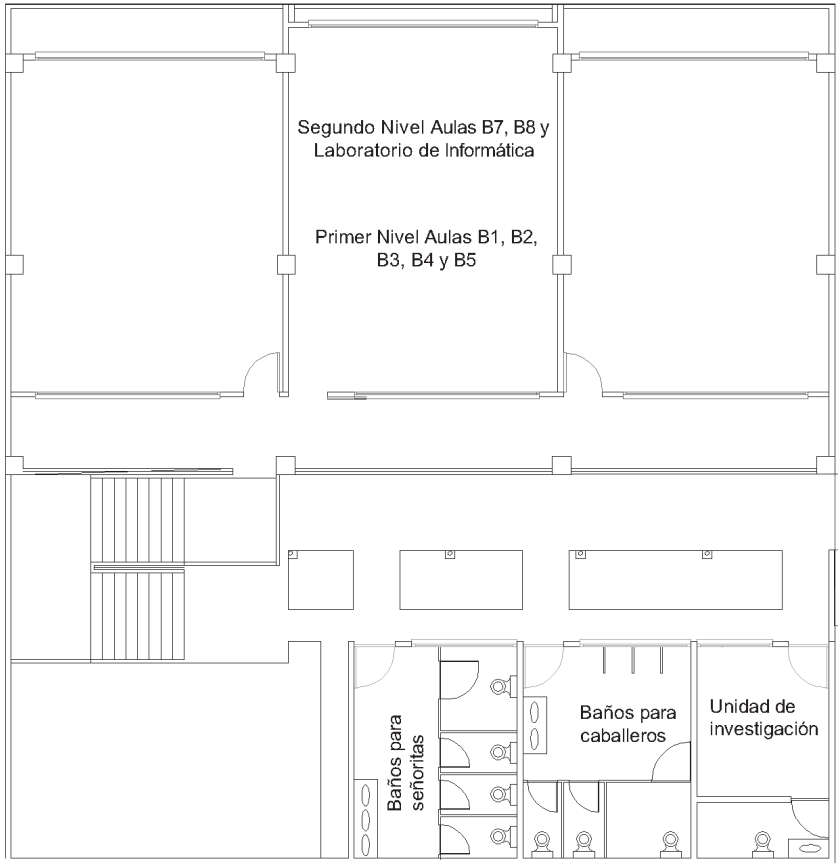 Segundo Nivel Aulas B7, B8 y
Laboratorio de Informática
Primer Nivel Aulas B1, B2,
B3, B4 y B5
Baños para
señoritas
Baños para
caballeros
Unidad de
investigación